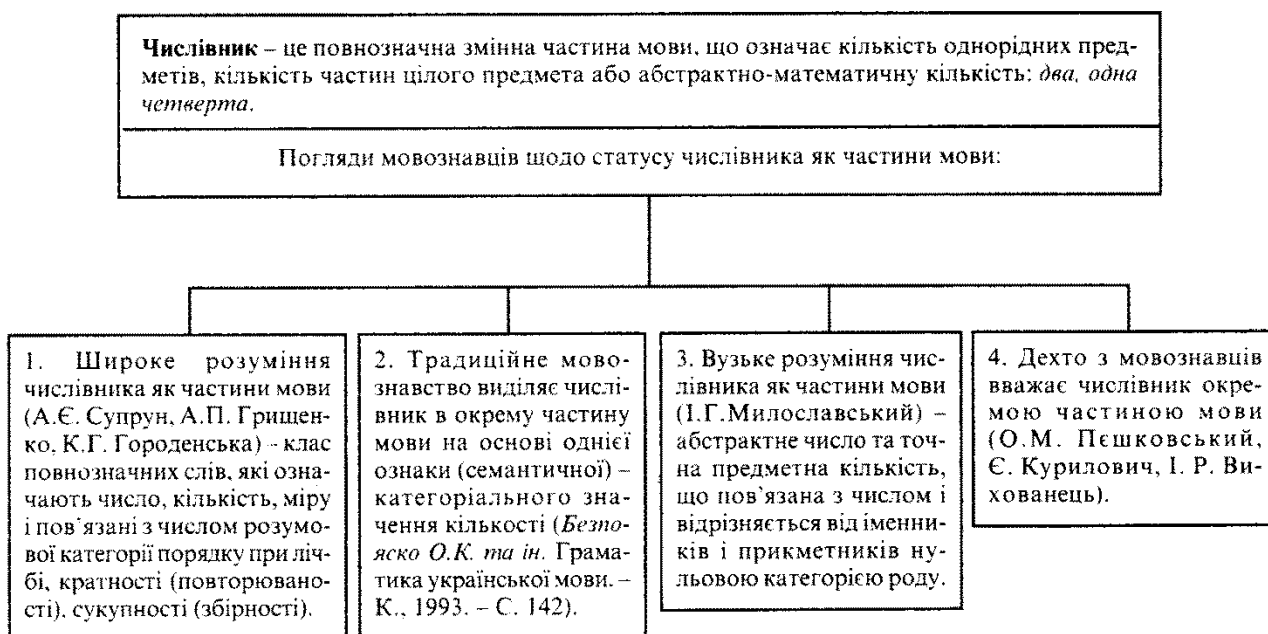 Числівник – це повнозначна змінна частина мови, що означає кількість однорідних пред-
метів, кількість частин цілого предмета або абстрактно-математичну кількість: два, одна
четверта.
Погляди мовознавців щодо статусу числівника як частини мови:
1. Широке розуміння
числівника як частини мови
(А.Є. Супрун, А.П. Грищен-
ко, К.Г. Городенська) – клас
повнозначних слів, які озна-
чають число, кількість, міру
і пов'язані з числом розумо-
вої категорії порядку при ліч-
бі, кратності (повторювано-
сті), сукупності (збірності).
2. Традиційне мово-
знавство виділяє числів-
ник в окрему частину
мови на основі однієї
ознаки (семантичної) –
категоріального зна-
чення кількості (Безпо-
яско О.К. та ін. Грама-
тика української мови. –
К., 1993. – С. 142).
3. Вузьке розуміння чис-
лівника як частини мови
(І.Г.Милославський) –
абстрактне число та точ-
на предметна кількість,
що пов'язана з числом і
відрізняється від іменни-
ків і прикметників ну-
льовою категорією роду.
4. Дехто з мовознавців
вважає числівник окре-
мою частиною мови
(О.М. Пєшковський,
Є. Курилович, І. Р. Ви-
хованець).